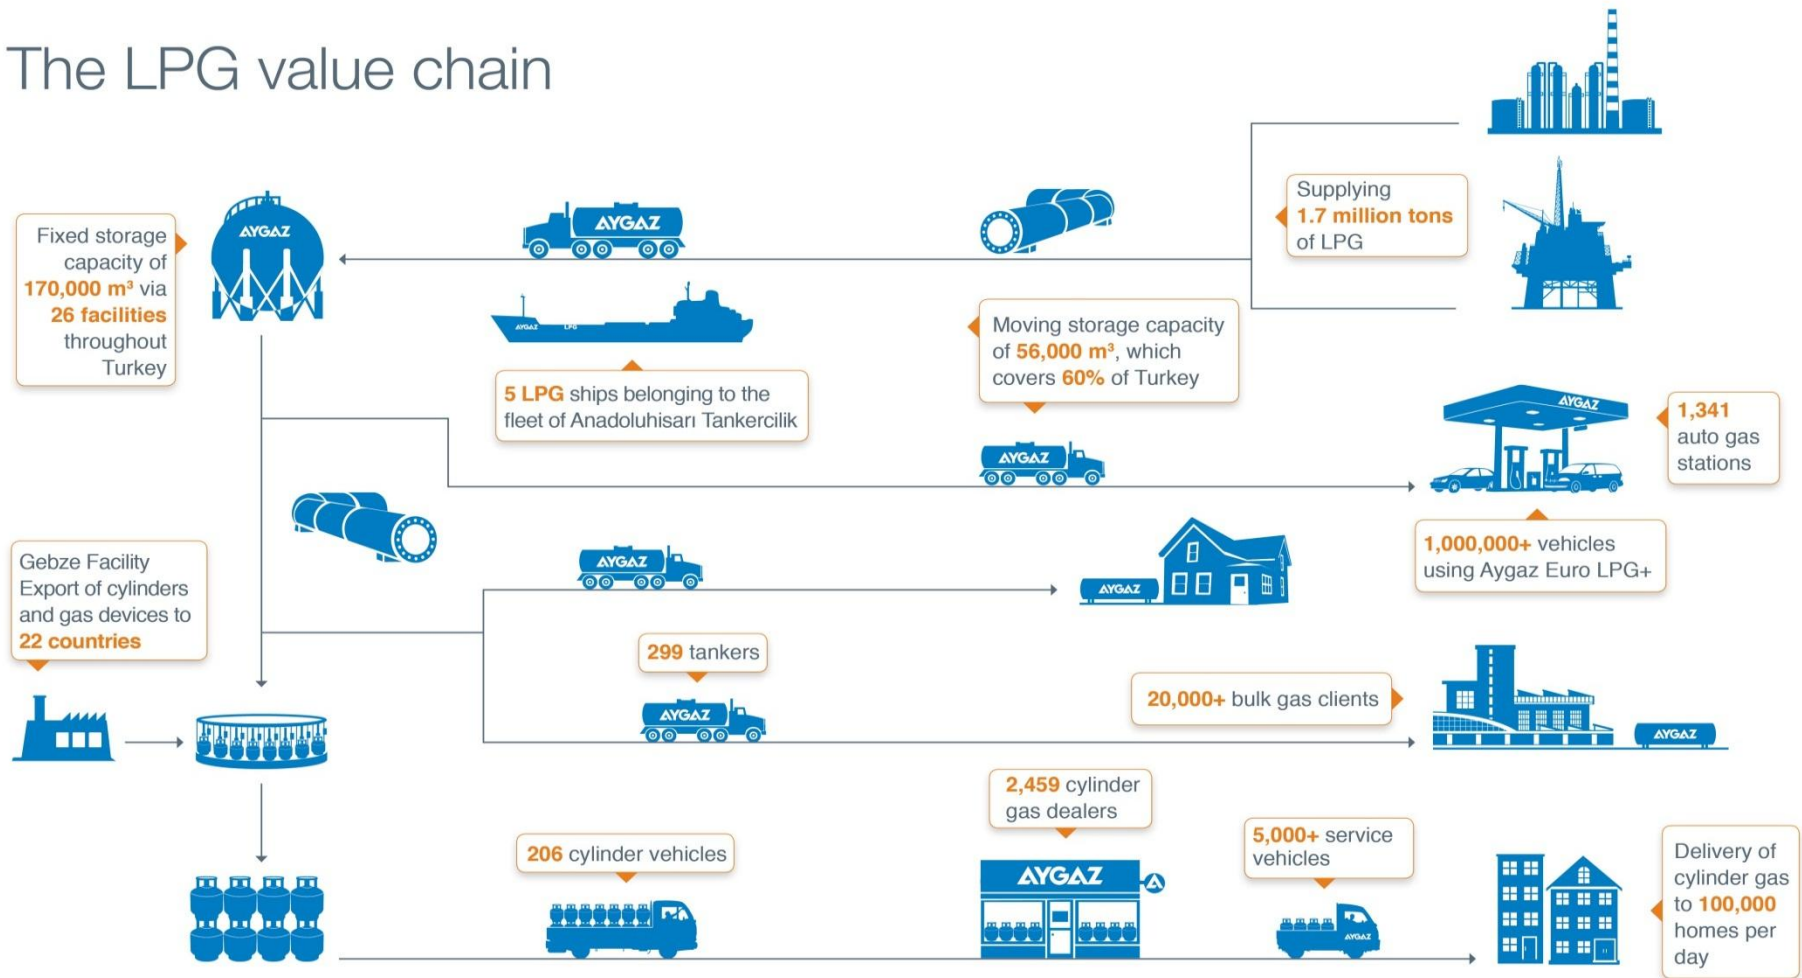 The LPG value chain
Supplying
1.7 million tons
of LPG
AYGAZ
AYGAZ
Fixed storage
capacity of
170,000 m³ via
26 facilities
throughout
Turkey
AYGAZ LPG
Moving storage capacity
of 56,000 m³, which
covers 60% of Turkey
5 LPG ships belonging to the
fleet of Anadoluhisarı Tankercilik
AYGAZ
AYGAZ
1,341
auto gas
stations
1,000,000+ vehicles
using Aygaz Euro LPG+
Gebze Facility
Export of cylinders
and gas devices to
22 countries
AYGAZ
AYGAZ
299 tankers
AYGAZ
20,000+ bulk gas clients
AYGAZ
2,459 cylinder
gas dealers
206 cylinder vehicles
5,000+ service
vehicles
AYGAZ
AYGAZ
Delivery of
cylinder gas
to 100,000
homes per
day